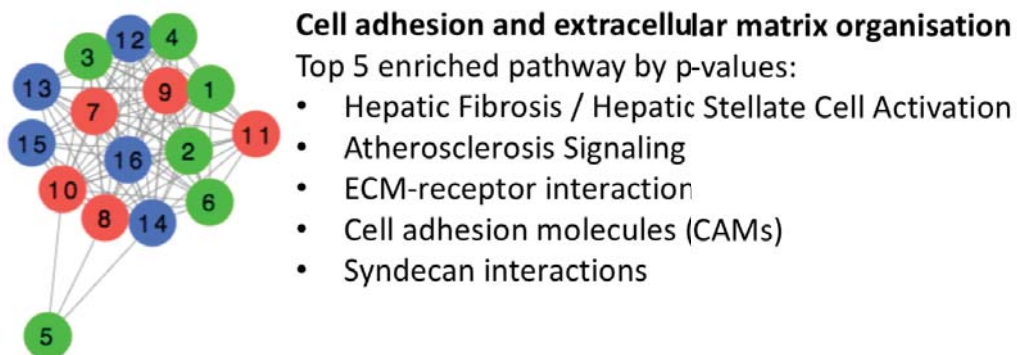 Cell adhesion and extracellular matrix organisation
Top 5 enriched pathway by p-values:
• Hepatic Fibrosis / Hepatic Stellate Cell Activation
• Atherosclerosis Signaling
• ECM-receptor interaction
• Cell adhesion molecules (CAMs)
• Syndecan interactions
12
4
3
13
9
1
7
11
15
16
2
10
6
8
14
5